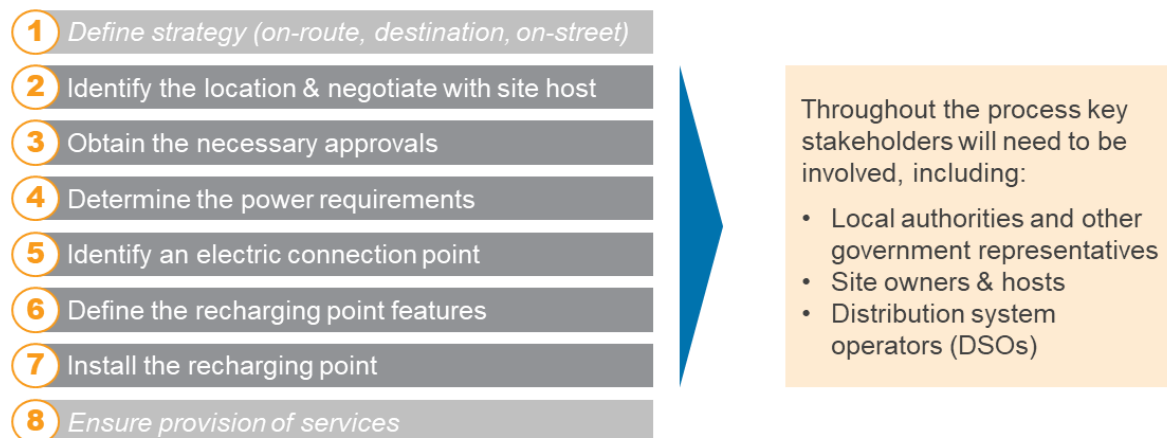 1 Define strategy (on-route, destination, on-street)
2 Identify the location & negotiate with site host
3 Obtain the necessary approvals
4 Determine the power requirements
5 Identify an electric connection point
6 Define the recharging point features
7 Install the recharging point
8 Ensure provision of services
Throughout the process key
stakeholders will need to be
involved, including:
• Local authorities and other
government representatives
• Site owners & hosts
• Distribution system
operators (DSOs)